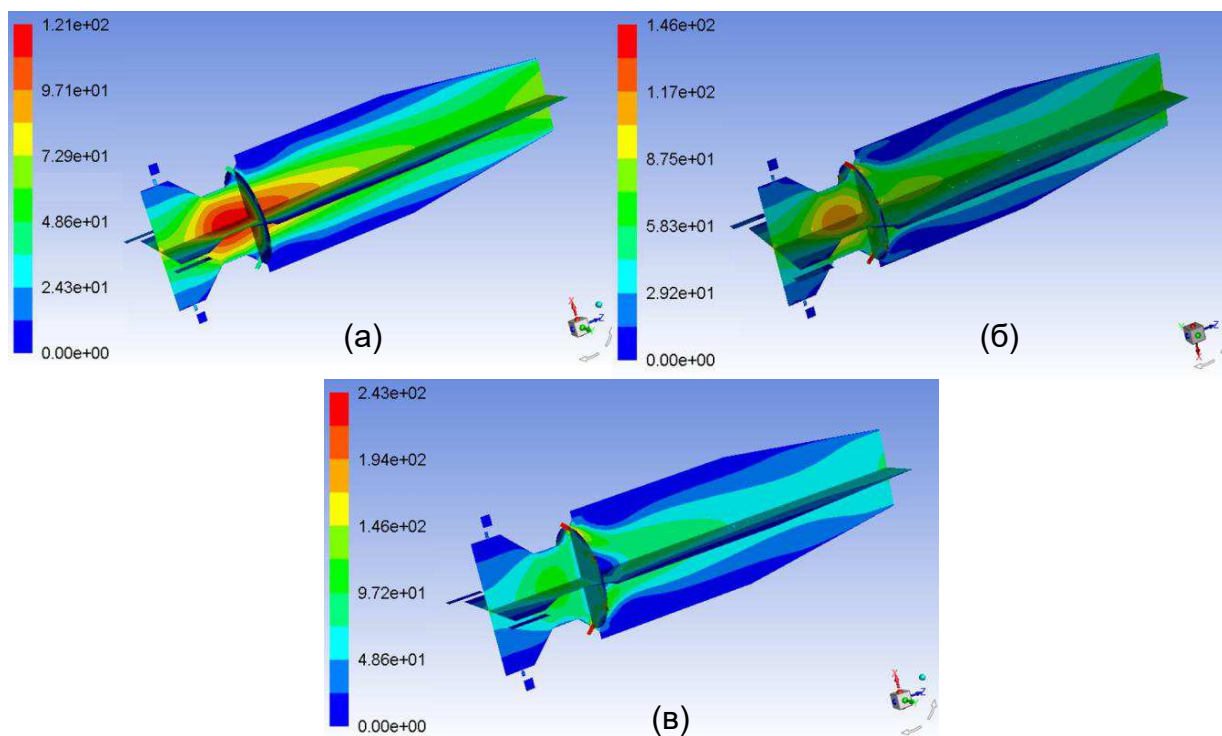 1.21e+02
9.71e+01
7.29e+01
4.86e+01
2.43e+01
0.00e+00
X
Z
(а)
1.46e+02
1.17e+02
8.75e+01
5.83e+01
2.92e+01
0.00e+00
Y
Z
X
(б)
2.43e+02
1.94e+02
1.46e+02
9.72e+01
4.86e+01
0.00e+00
X
Z
(в)